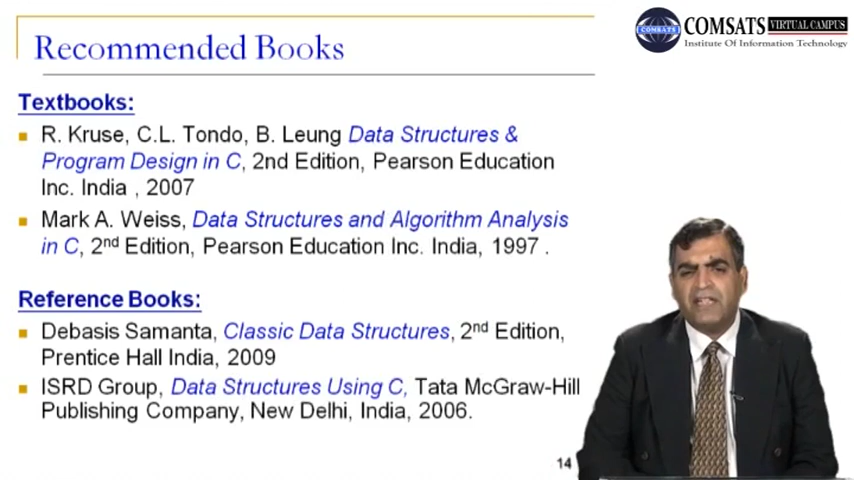 Recommended Books
COMSATS VIRTUAL CAMPUS
Institute Of Information Technology
COMSATS
Textbooks:
R. Kruse, C.L. Tondo, B. Leung Data Structures &
Program Design in C, 2nd Edition, Pearson Education
Inc. India , 2007
Mark A. Weiss, Data Structures and Algorithm Analysis
in C, 2nd Edition, Pearson Education Inc. India, 1997 .
Reference Books:
Debasis Samanta, Classic Data Structures, 2nd Edition,
Prentice Hall India, 2009
ISRD Group, Data Structures Using C, Tata McGraw-Hill
Publishing Company, New Delhi, India, 2006.
14